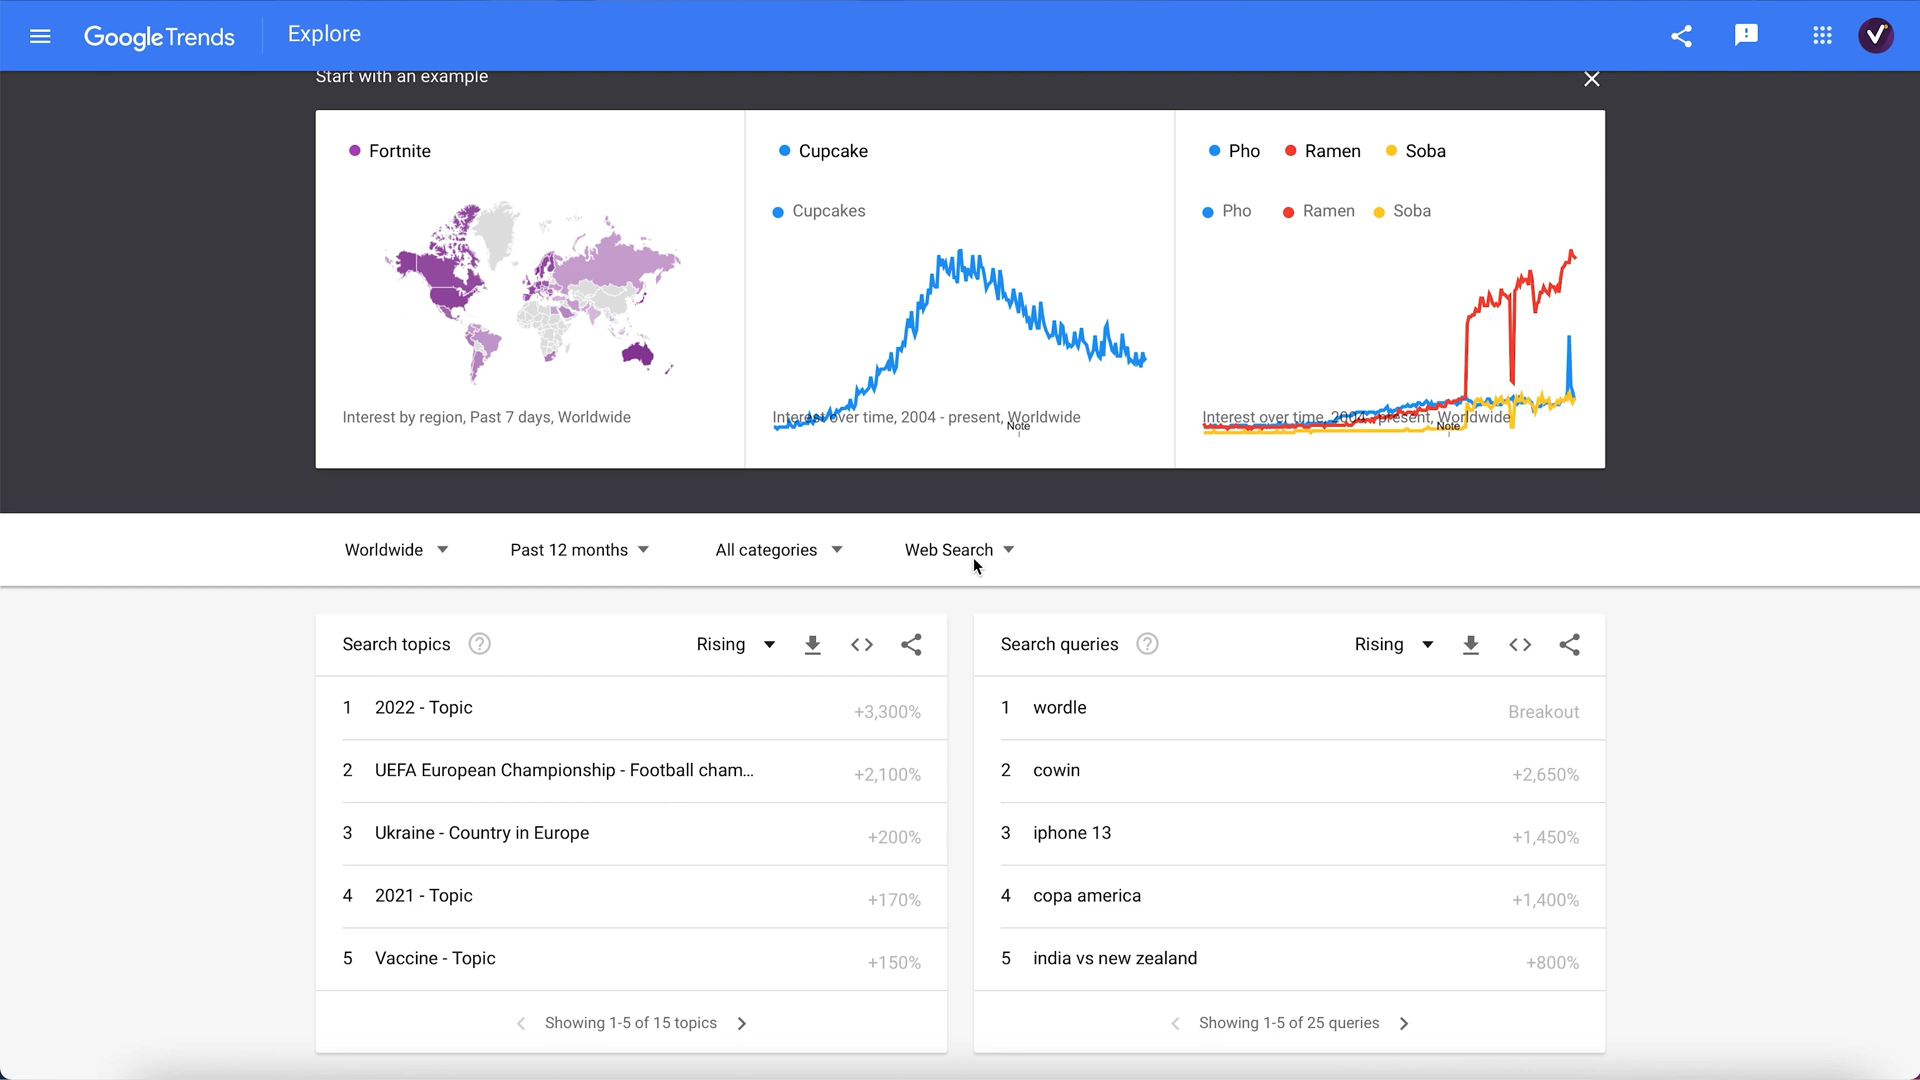 Google Trends Explore
Start with an example
Fortnite
Interest by region, Past 7 days, Worldwide
Cupcake
Cupcakes
Interest over time, 2004 - present, Worldwide
Note
Pho Ramen Soba
Pho Ramen Soba
Interest over time, 2004 - present, Worldwide
Note
Worldwide Past 12 months All categories Web Search
Search topics ? Rising
1 2022 - Topic +3,300%
2 UEFA European Championship - Football cham... +2,100%
3 Ukraine - Country in Europe +200%
4 2021 - Topic +170%
5 Vaccine - Topic +150%
Showing 1-5 of 15 topics
Search queries ? Rising
1 wordle Breakout
2 cowin +2,650%
3 iphone 13 +1,450%
4 copa america +1,400%
5 india vs new zealand +800%
Showing 1-5 of 25 queries